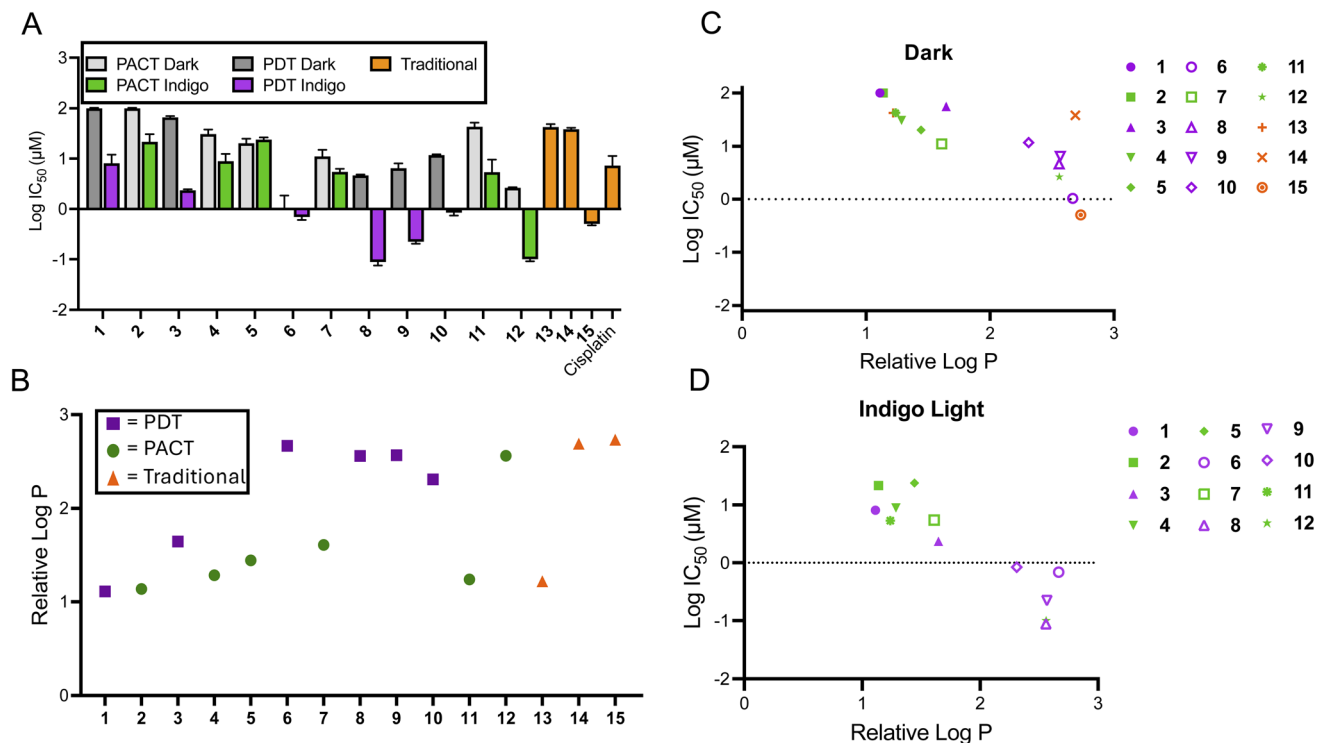 A
3
2
1
0
-1
-2
Log IC50 (µM)
PACT Dark
PDT Dark
Traditional
PACT Indigo
PDT Indigo
1 2 3 4 5 6 7 8 9 10 11 12 13 14 15 Cisplatin
B
3
2
1
0
Relative Log P
= PDT
= PACT
= Traditional
1 2 3 4 5 6 7 8 9 10 11 12 13 14 15
C
Dark
2
1
0
-1
-2
Log IC50 (µM)
0 1 2 3
Relative Log P
1 6 11
2 7 12
3 8 13
4 9 14
5 10 15
D
Indigo Light
2
1
0
-1
-2
Log IC50 (µM)
0 1 2 3
Relative Log P
1 5 9
2 6 10
3 7 11
4 8 12